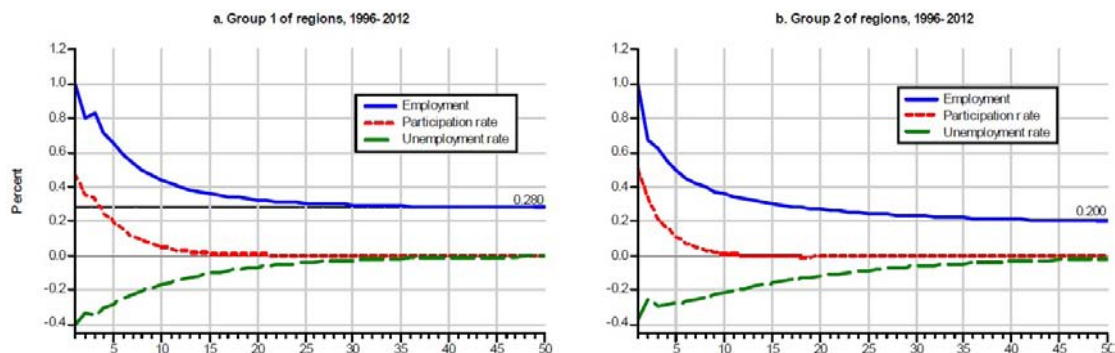 a. Group 1 of regions, 1996-2012
Percent
1.2
1.0
0.8
0.6
0.4
0.2
0.0
-0.2
-0.4
Employment
Participation rate
Unemployment rate
0.280
5 10 15 20 25 30 35 40 45 50
b. Group 2 of regions, 1996-2012
1.2
1.0
0.8
0.6
0.4
0.2
0.0
-0.2
-0.4
Employment
Participation rate
Unemployment rate
0.200
5 10 15 20 25 30 35 40 45 50